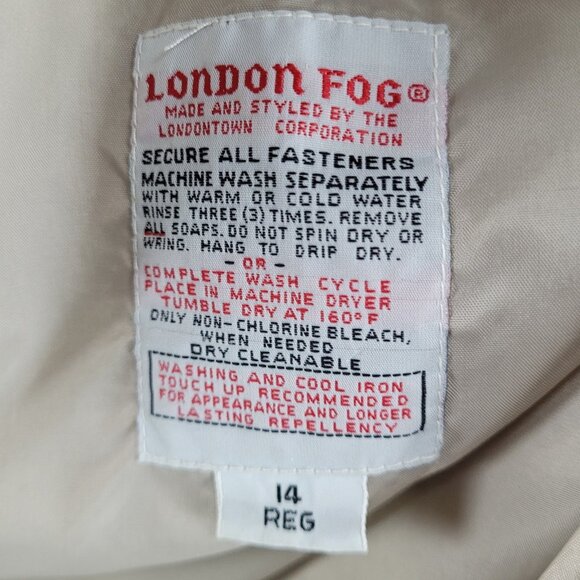 LONDON FOG®
MADE AND STYLED BY THE
LONDONTOWN CORPORATION
SECURE ALL FASTENERS
MACHINE WASH SEPARATELY
WITH WARM OR COLD WATER
RINSE THREE (3) TIMES. REMOVE
ALL SOAPS. DO NOT SPIN DRY OR
WRING. HANG TO DRIP DRY.
- OR -
COMPLETE WASH CYCLE
PLACE IN MACHINE DRYER
TUMBLE DRY AT 160° F
ONLY NON-CHLORINE BLEACH,
WHEN NEEDED
DRY CLEANABLE
WASHING AND COOL IRON
TOUCH UP RECOMMENDED
FOR APPEARANCE AND LONGER
LASTING REPELLENCY
14
REG